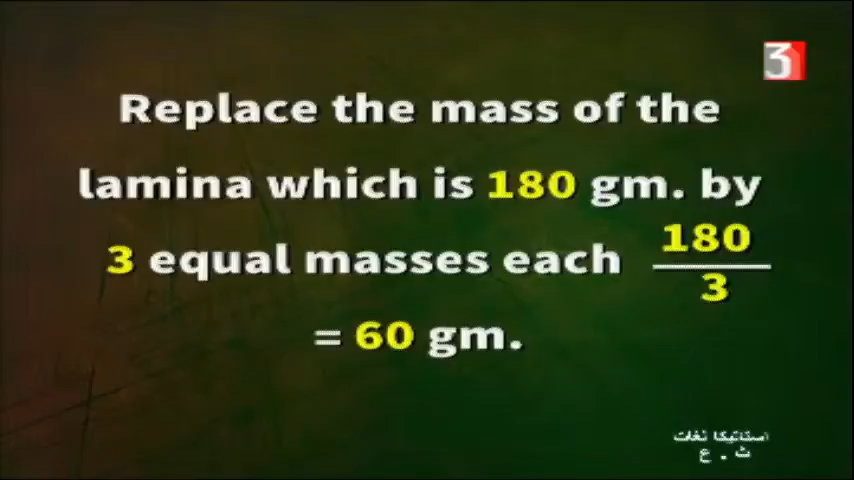 3
Replace the mass of the
lamina which is 180 gm. by
3 equal masses each 180/3
= 60 gm.
استاتيكا لغات
ث . ع